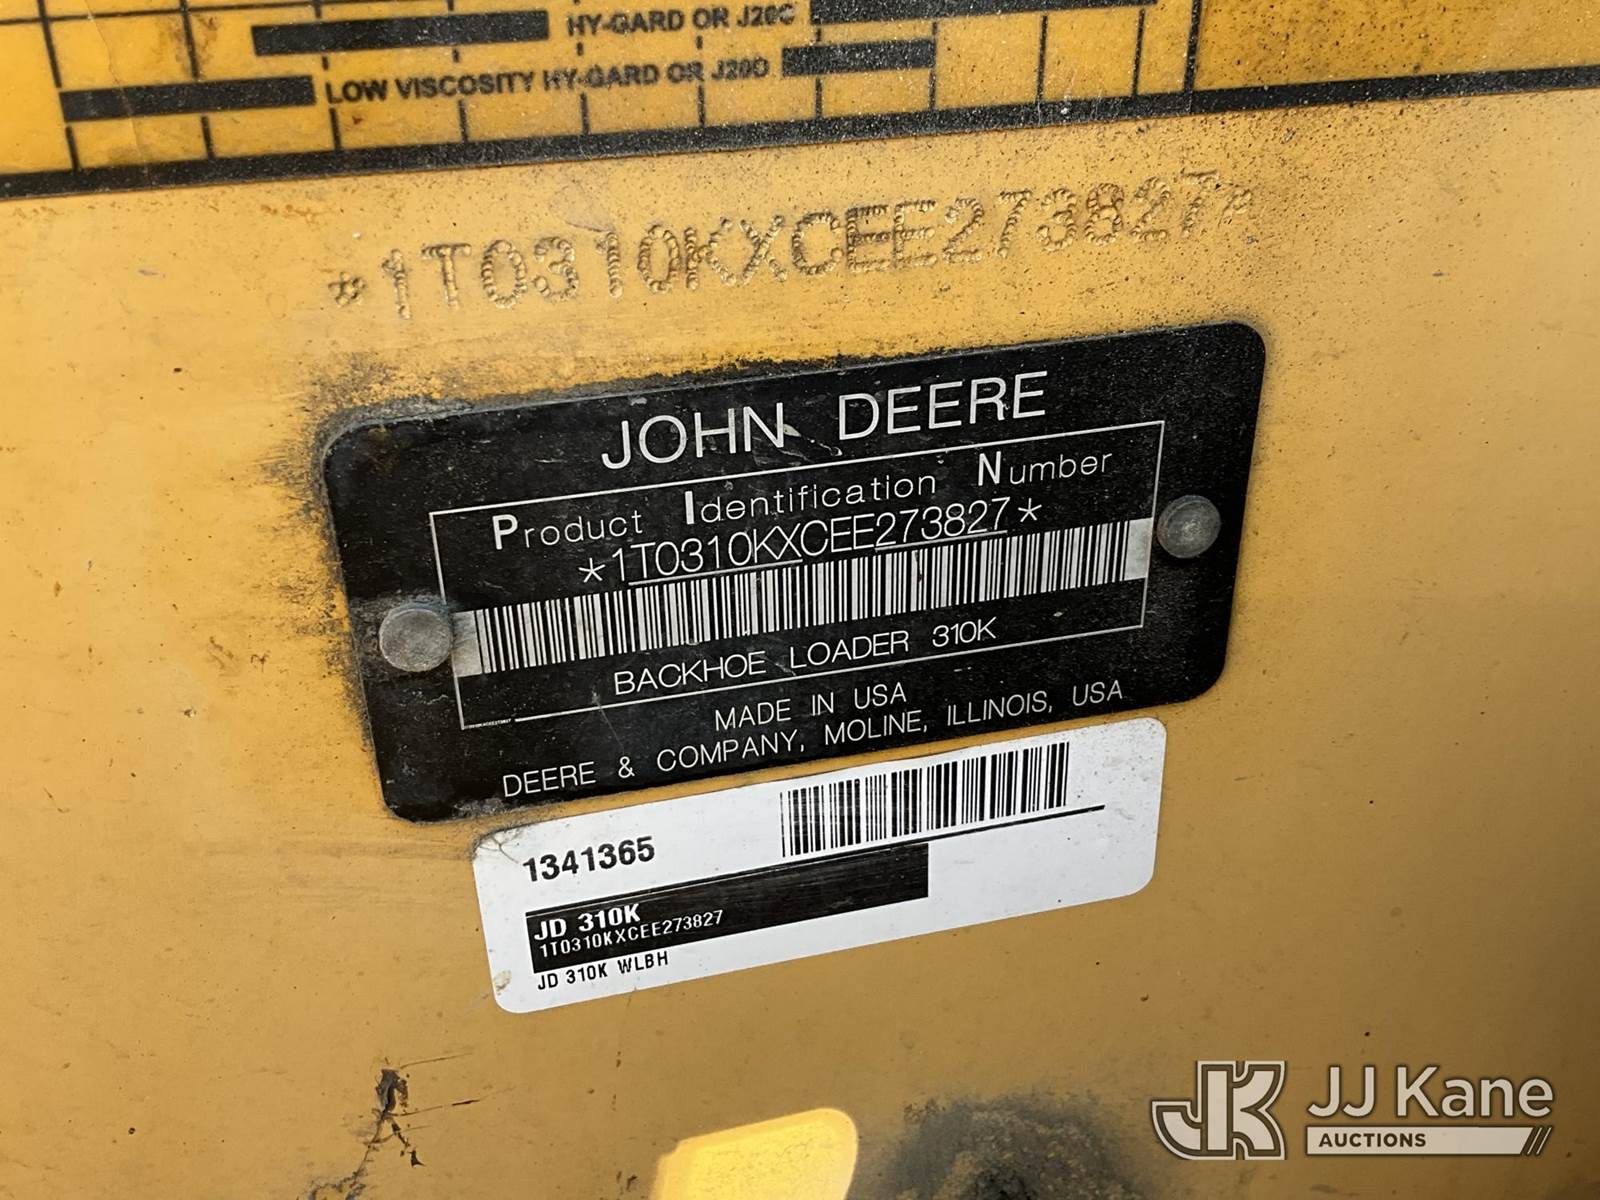 HY-GARD OR J20C
LOW VISCOSITY HY-GARD OR J20D
*1T0310KXCEE273827*
JOHN DEERE
Product Identification Number
*1T0310KXCEE273827*
BACKHOE LOADER 310K
MADE IN USA
DEERE & COMPANY, MOLINE, ILLINOIS, USA
1341365
JD 310K
1T0310KXCEE273827
JD 310K WLBH
JK JJ Kane
AUCTIONS